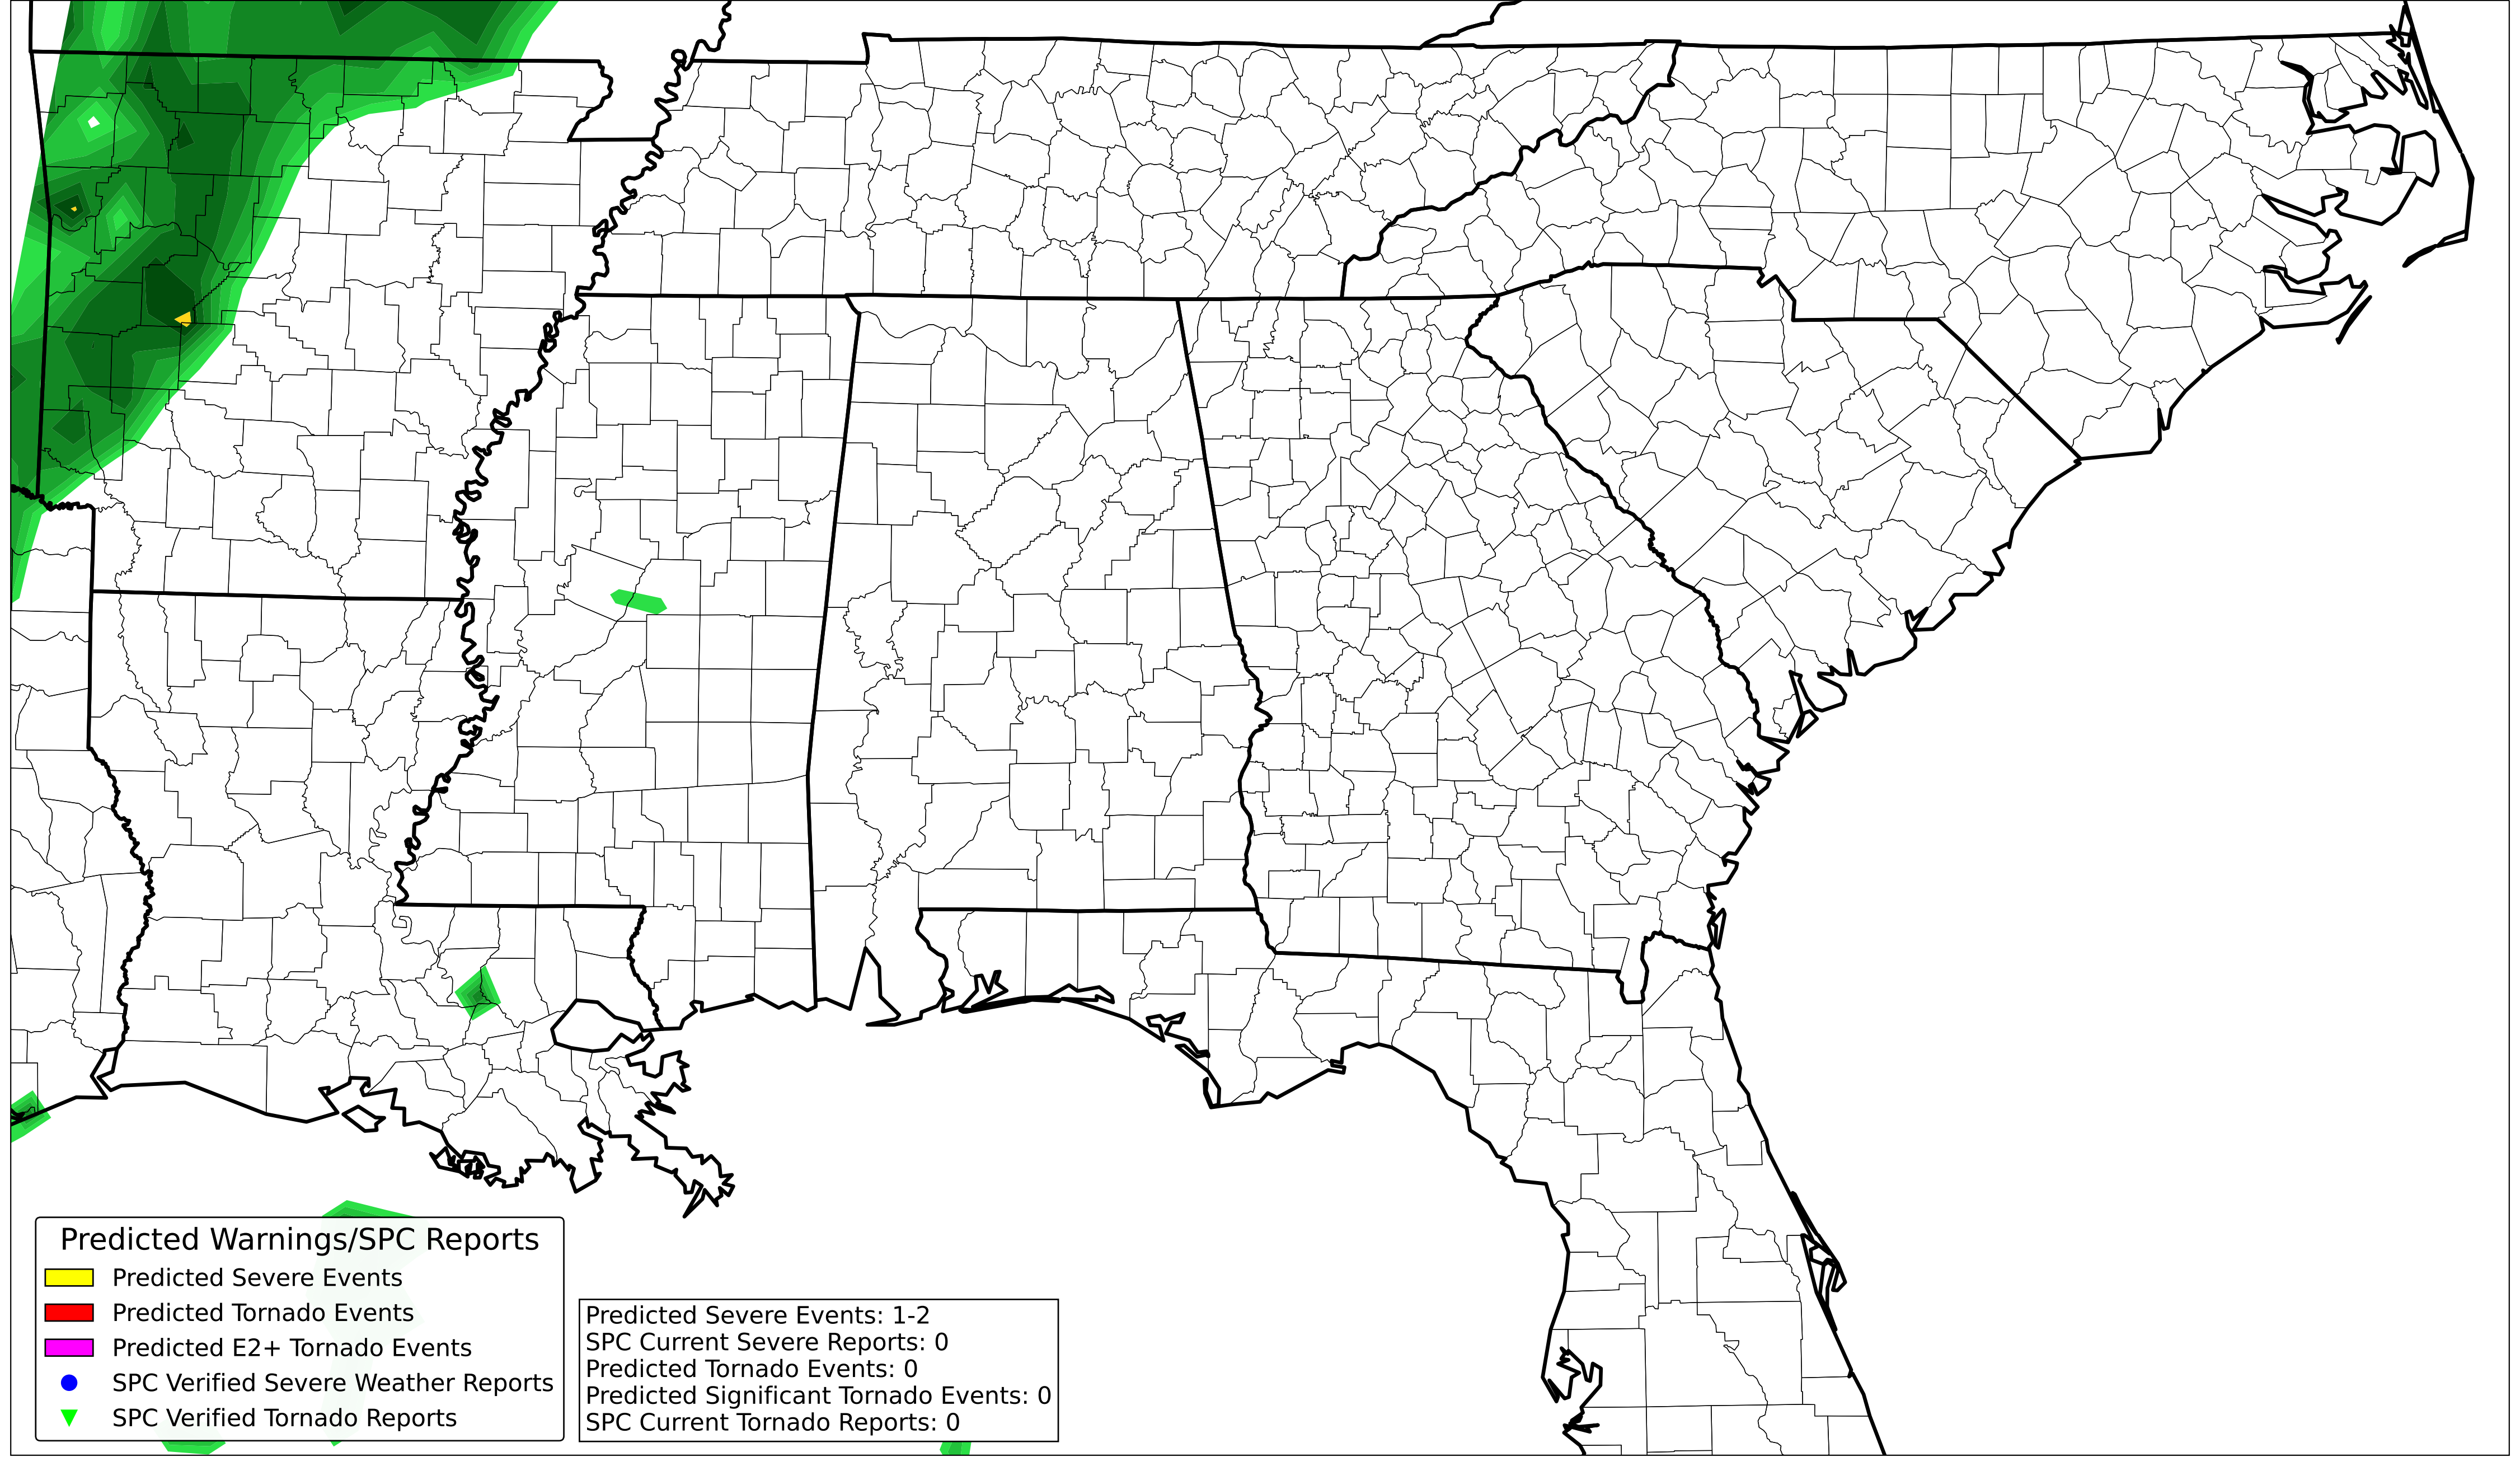 Predicted Warnings/SPC Reports
Predicted Severe Events
Predicted Tornado Events
Predicted E2+ Tornado Events
SPC Verified Severe Weather Reports
SPC Verified Tornado Reports
Predicted Severe Events: 1-2
SPC Current Severe Reports: 0
Predicted Tornado Events: 0
Predicted Significant Tornado Events: 0
SPC Current Tornado Reports: 0